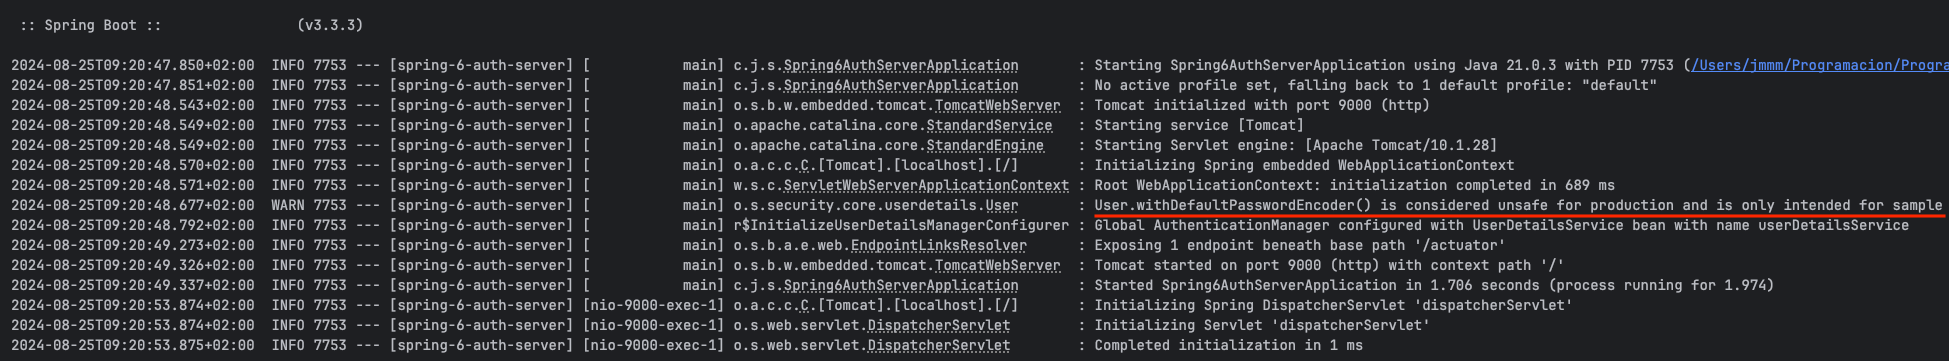 :: Spring Boot ::                (v3.3.3)
2024-08-25T09:20:47.850+02:00  INFO 7753 --- [spring-6-auth-server] [           main] c.j.s.Spring6AuthServerApplication       : Starting Spring6AuthServerApplication using Java 21.0.3 with PID 7753 (/Users/jmmm/Programacion/Progra
2024-08-25T09:20:47.851+02:00  INFO 7753 --- [spring-6-auth-server] [           main] c.j.s.Spring6AuthServerApplication       : No active profile set, falling back to 1 default profile: "default"
2024-08-25T09:20:48.543+02:00  INFO 7753 --- [spring-6-auth-server] [           main] o.s.b.w.embedded.tomcat.TomcatWebServer  : Tomcat initialized with port 9000 (http)
2024-08-25T09:20:48.549+02:00  INFO 7753 --- [spring-6-auth-server] [           main] o.apache.catalina.core.StandardService   : Starting service [Tomcat]
2024-08-25T09:20:48.549+02:00  INFO 7753 --- [spring-6-auth-server] [           main] o.apache.catalina.core.StandardEngine    : Starting Servlet engine: [Apache Tomcat/10.1.28]
2024-08-25T09:20:48.570+02:00  INFO 7753 --- [spring-6-auth-server] [           main] o.a.c.c.C.[Tomcat].[localhost].[/]       : Initializing Spring embedded WebApplicationContext
2024-08-25T09:20:48.571+02:00  INFO 7753 --- [spring-6-auth-server] [           main] w.s.c.ServletWebServerApplicationContext : Root WebApplicationContext: initialization completed in 689 ms
2024-08-25T09:20:48.677+02:00  WARN 7753 --- [spring-6-auth-server] [           main] o.s.security.core.userdetails.User       : User.withDefaultPasswordEncoder() is considered unsafe for production and is only intended for sample
2024-08-25T09:20:48.792+02:00  INFO 7753 --- [spring-6-auth-server] [           main] r$InitializeUserDetailsManagerConfigurer : Global AuthenticationManager configured with UserDetailsService bean with name userDetailsService
2024-08-25T09:20:49.273+02:00  INFO 7753 --- [spring-6-auth-server] [           main] o.s.b.a.e.web.EndpointLinksResolver      : Exposing 1 endpoint beneath base path '/actuator'
2024-08-25T09:20:49.326+02:00  INFO 7753 --- [spring-6-auth-server] [           main] o.s.b.w.embedded.tomcat.TomcatWebServer  : Tomcat started on port 9000 (http) with context path '/'
2024-08-25T09:20:49.337+02:00  INFO 7753 --- [spring-6-auth-server] [           main] c.j.s.Spring6AuthServerApplication       : Started Spring6AuthServerApplication in 1.706 seconds (process running for 1.974)
2024-08-25T09:20:53.874+02:00  INFO 7753 --- [spring-6-auth-server] [nio-9000-exec-1] o.a.c.c.C.[Tomcat].[localhost].[/]       : Initializing Spring DispatcherServlet 'dispatcherServlet'
2024-08-25T09:20:53.874+02:00  INFO 7753 --- [spring-6-auth-server] [nio-9000-exec-1] o.s.web.servlet.DispatcherServlet        : Initializing Servlet 'dispatcherServlet'
2024-08-25T09:20:53.875+02:00  INFO 7753 --- [spring-6-auth-server] [nio-9000-exec-1] o.s.web.servlet.DispatcherServlet        : Completed initialization in 1 ms